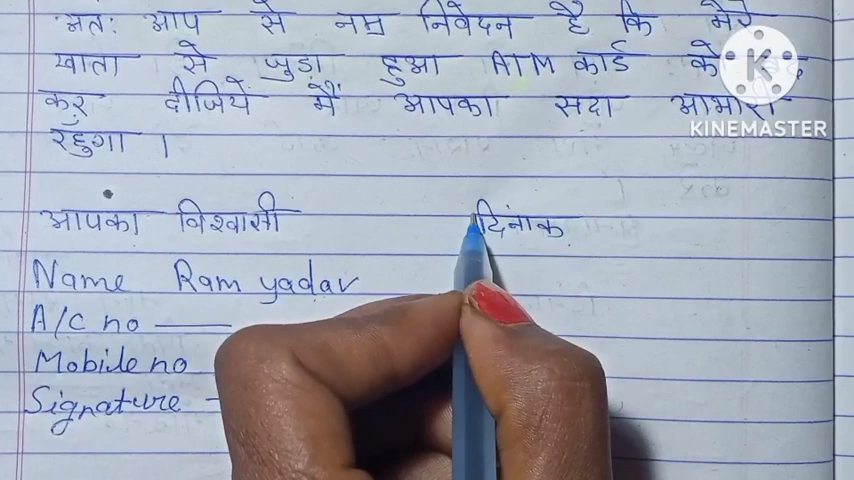 अतः आप से नम्र निवेदन है कि मेरे
खाता से जुड़ा हुआ ATM कार्ड को बंद
कर दीजिये मैं आपका सदा आभारी
रहुँगा ।
KINEMASTER
आपका विश्वासी दिनाक
Name Ram yadav
A/C no
Mobile no
Signature